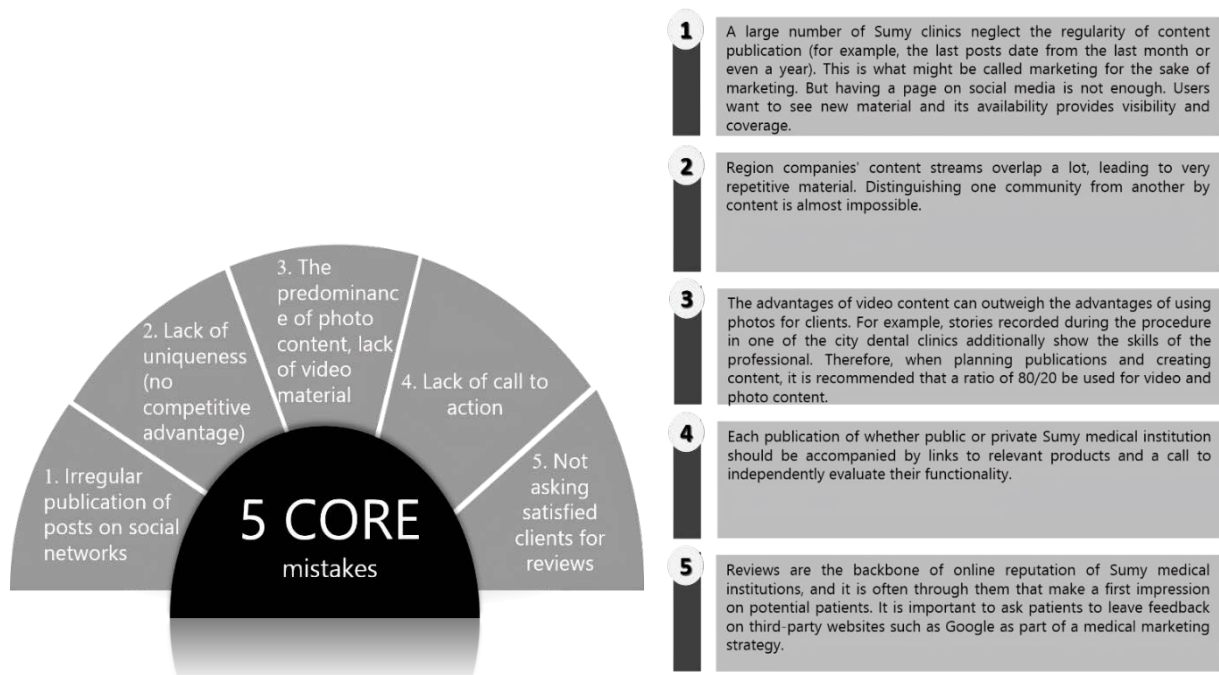 1. Irregular
publication of
posts on social
networks
2. Lack of
uniqueness
(no
competitive
advantage)
3. The
predominanc
e of photo
content, lack
of video
material
4. Lack of call to
action
5. Not
asking
satisfied
clients for
reviews
5 CORE
mistakes
1
A large number of Sumy clinics neglect the regularity of content
publication (for example, the last posts date from the last month or
even a year). This is what might be called marketing for the sake of
marketing. But having a page on social media is not enough. Users
want to see new material and its availability provides visibility and
coverage.
2
Region companies' content streams overlap a lot, leading to very
repetitive material. Distinguishing one community from another by
content is almost impossible.
3
The advantages of video content can outweigh the advantages of using
photos for clients. For example, stories recorded during the procedure
in one of the city dental clinics additionally show the skills of the
professional. Therefore, when planning publications and creating
content, it is recommended that a ratio of 80/20 be used for video and
photo content.
4
Each publication of whether public or private Sumy medical institution
should be accompanied by links to relevant products and a call to
independently evaluate their functionality.
5
Reviews are the backbone of online reputation of Sumy medical
institutions, and it is often through them that make a first impression
on potential patients. It is important to ask patients to leave feedback
on third-party websites such as Google as part of a medical marketing
strategy.